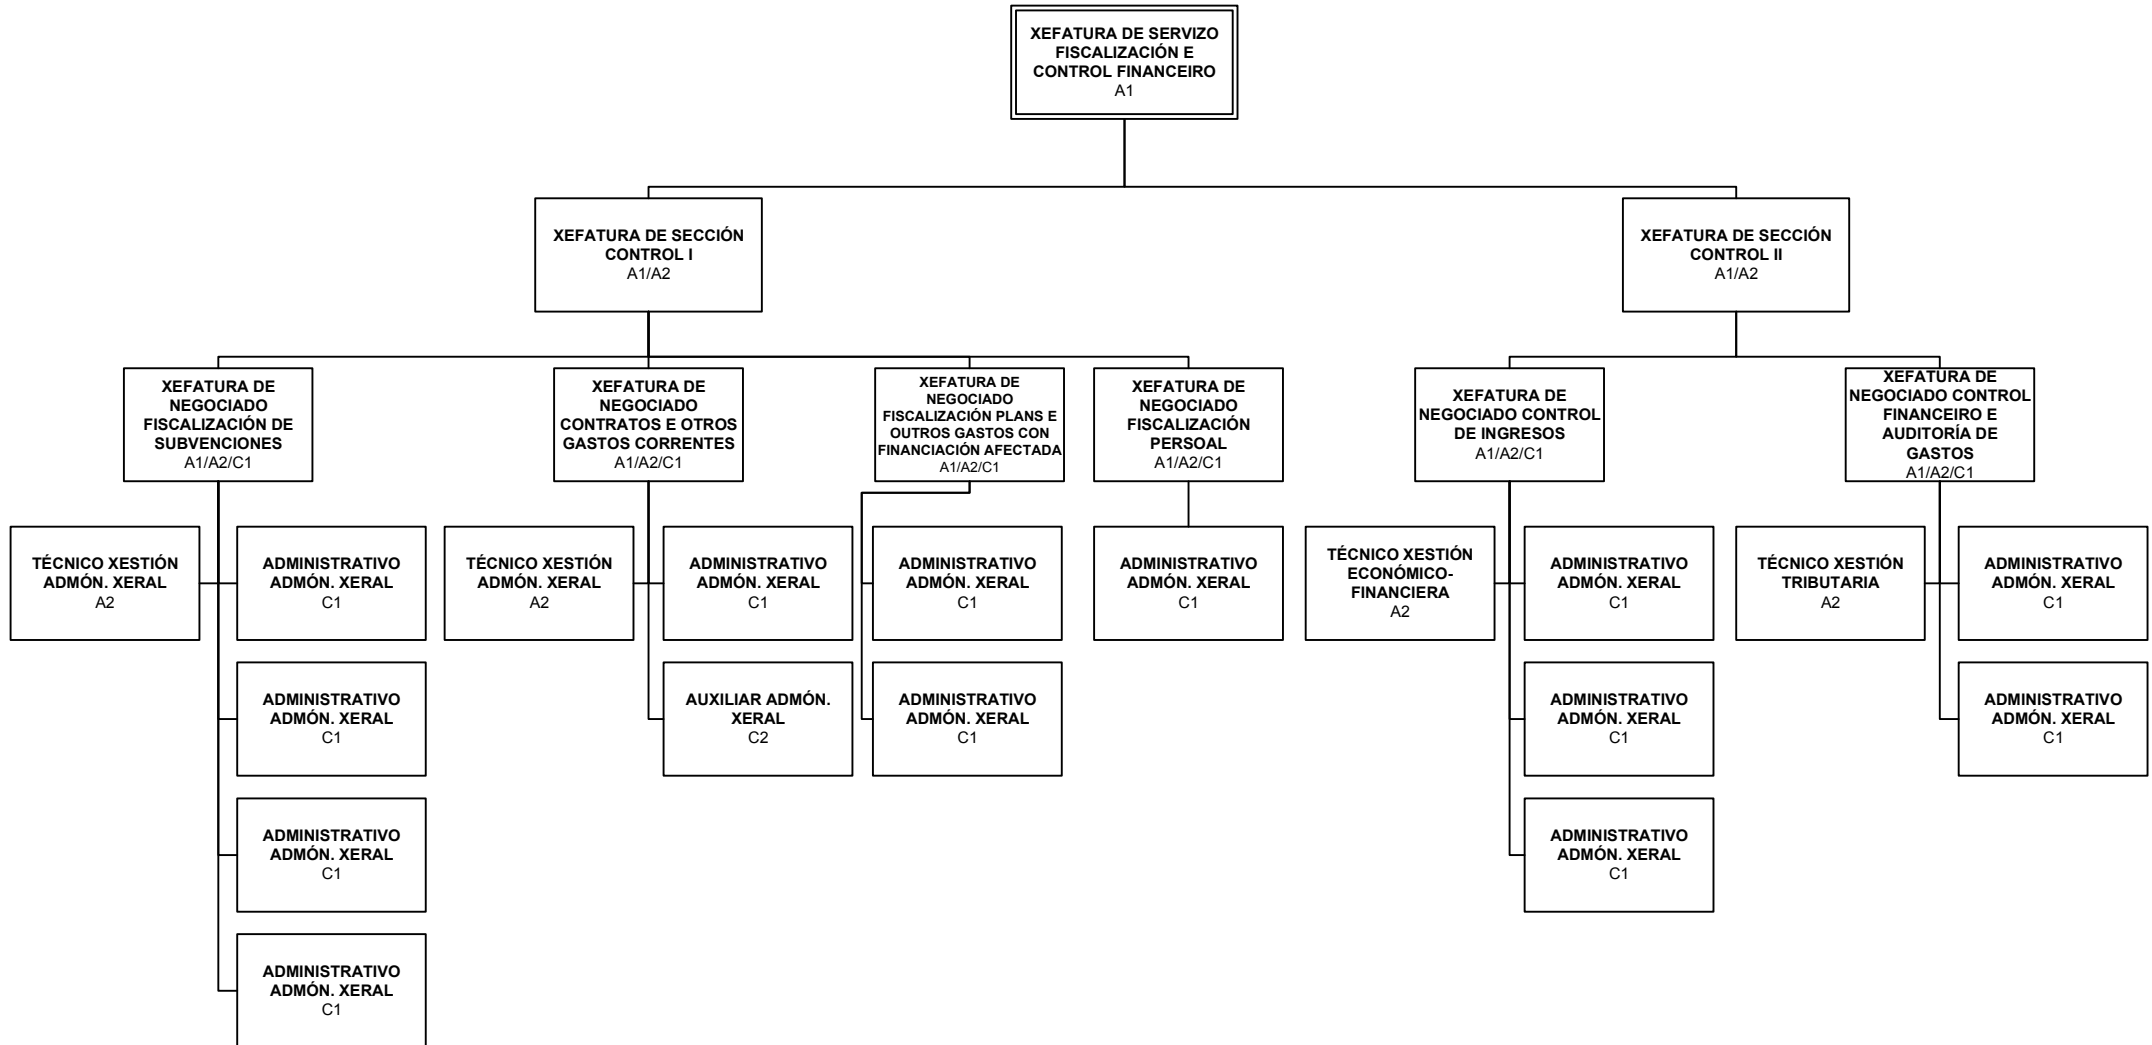 XEFATURA DE SERVIZO
FISCALIZACIÓN E
CONTROL FINANCEIRO
A1
XEFATURA DE SECCIÓN
CONTROL I
A1/A2
XEFATURA DE SECCIÓN
CONTROL II
A1/A2
XEFATURA DE
NEGOCIADO
FISCALIZACIÓN DE
SUBVENCIONES
A1/A2/C1
XEFATURA DE
NEGOCIADO
CONTRATOS E OTROS
GASTOS CORRENTES
A1/A2/C1
XEFATURA DE
NEGOCIADO
FISCALIZACIÓN PLANS E
OUTROS GASTOS CON
FINANCIACIÓN AFECTADA
A1/A2/C1
XEFATURA DE
NEGOCIADO
FISCALIZACIÓN
PERSOAL
A1/A2/C1
XEFATURA DE
NEGOCIADO CONTROL
DE INGRESOS
A1/A2/C1
XEFATURA DE
NEGOCIADO CONTROL
FINANCEIRO E
AUDITORÍA DE
GASTOS
A1/A2/C1
TÉCNICO XESTIÓN
ADMÓN. XERAL
A2
ADMINISTRATIVO
ADMÓN. XERAL
C1
TÉCNICO XESTIÓN
ADMÓN. XERAL
A2
ADMINISTRATIVO
ADMÓN. XERAL
C1
ADMINISTRATIVO
ADMÓN. XERAL
C1
ADMINISTRATIVO
ADMÓN. XERAL
C1
TÉCNICO XESTIÓN
ECONÓMICO-
FINANCIERA
A2
ADMINISTRATIVO
ADMÓN. XERAL
C1
TÉCNICO XESTIÓN
TRIBUTARIA
A2
ADMINISTRATIVO
ADMÓN. XERAL
C1
ADMINISTRATIVO
ADMÓN. XERAL
C1
AUXILIAR ADMÓN.
XERAL
C2
ADMINISTRATIVO
ADMÓN. XERAL
C1
ADMINISTRATIVO
ADMÓN. XERAL
C1
ADMINISTRATIVO
ADMÓN. XERAL
C1
ADMINISTRATIVO
ADMÓN. XERAL
C1
ADMINISTRATIVO
ADMÓN. XERAL
C1
ADMINISTRATIVO
ADMÓN. XERAL
C1